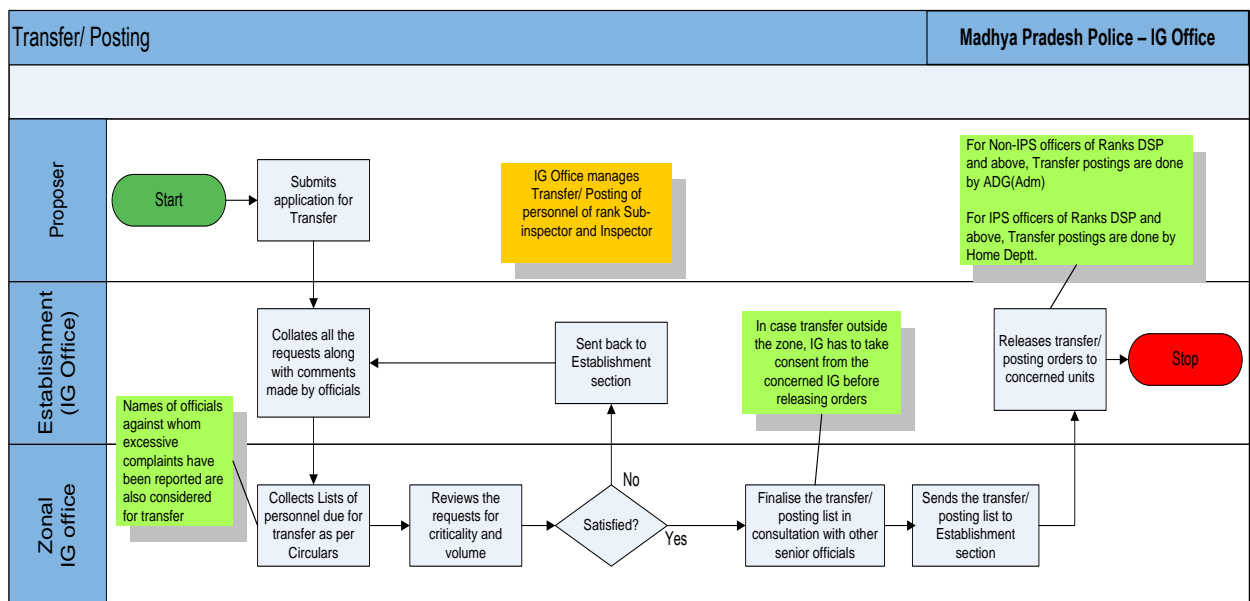 Transfer/ Posting
Madhya Pradesh Police – IG Office
Proposer
Start
Submits
application for
Transfer
IG Office manages
Transfer/ Posting of
personnel of rank Sub-
inspector and Inspector
For Non-IPS officers of Ranks DSP
and above, Transfer postings are done
by ADG(Adm)
For IPS officers of Ranks DSP and
above, Transfer postings are done by
Home Deptt.
Establishment
(IG Office)
Collates all the
requests along
with comments
made by officials
Sent back to
Establishment
section
In case transfer outside
the zone, IG has to take
consent from the
concerned IG before
releasing orders
Releases transfer/
posting orders to
concerned units
Stop
Names of officials
against whom
excessive
complaints have
been reported are
also considered
for transfer
Zonal
IG office
Collects Lists of
personnel due for
transfer as per
Circulars
Reviews the
requests for
criticality and
volume
Satisfied?
No
Yes
Finalise the transfer/
posting list in
consultation with other
senior officials
Sends the transfer/
posting list to
Establishment
section